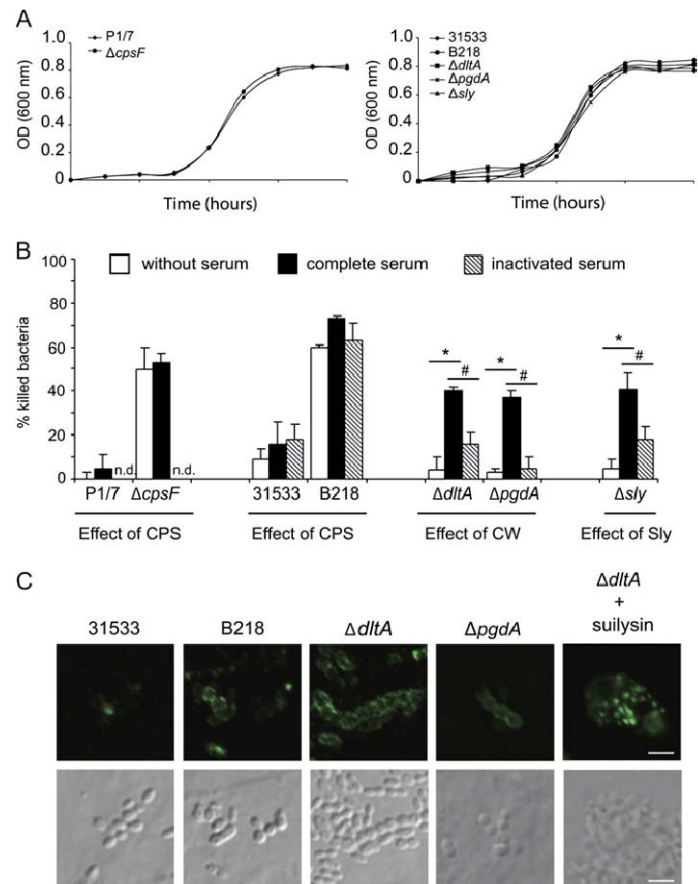 A
P1/7
ΔcpsF
OD (600 nm)
1.0
0.8
0.6
0.4
0.2
0
Time (hours)
31533
B218
ΔdltA
ΔpgdA
Δsly
OD (600 nm)
1.0
0.8
0.6
0.4
0.2
0
Time (hours)
B
without serum
complete serum
inactivated serum
% killed bacteria
100
80
60
40
20
0
* * *
# # #
n.d. n.d.
P1/7 ΔcpsF 31533 B218 ΔdltA ΔpgdA Δsly
Effect of CPS Effect of CPS Effect of CW Effect of Sly
C
31533 B218 ΔdltA ΔpgdA ΔdltA + suilysin